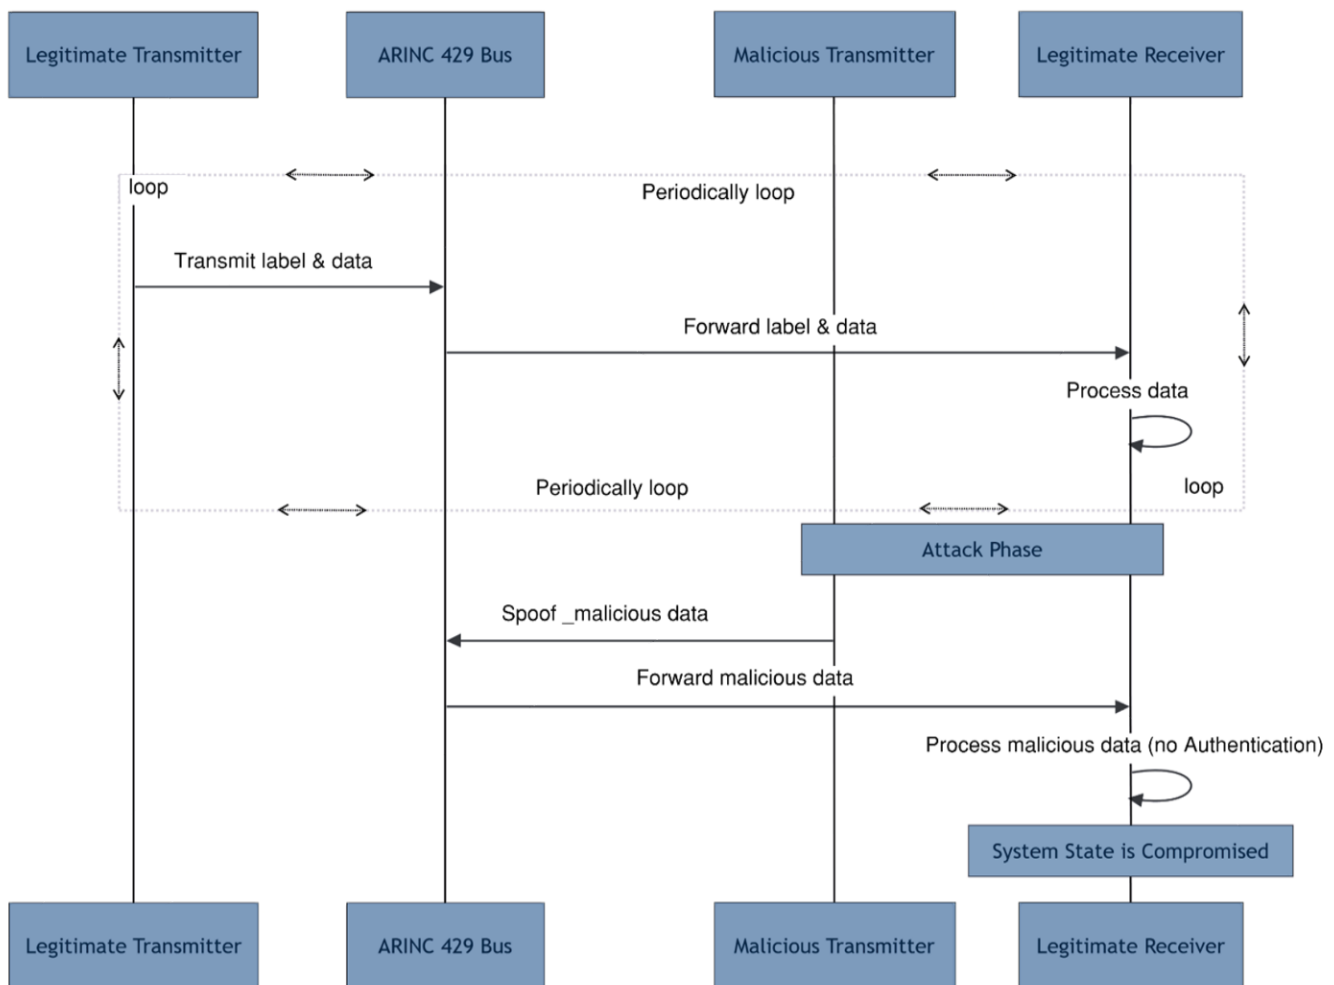 Legitimate Transmitter
ARINC 429 Bus
Malicious Transmitter
Legitimate Receiver
loop
Periodically loop
Transmit label & data
Forward label & data
Process data
Periodically loop
loop
Attack Phase
Spoof _malicious data
Forward malicious data
Process malicious data (no Authentication)
System State is Compromised
Legitimate Transmitter
ARINC 429 Bus
Malicious Transmitter
Legitimate Receiver